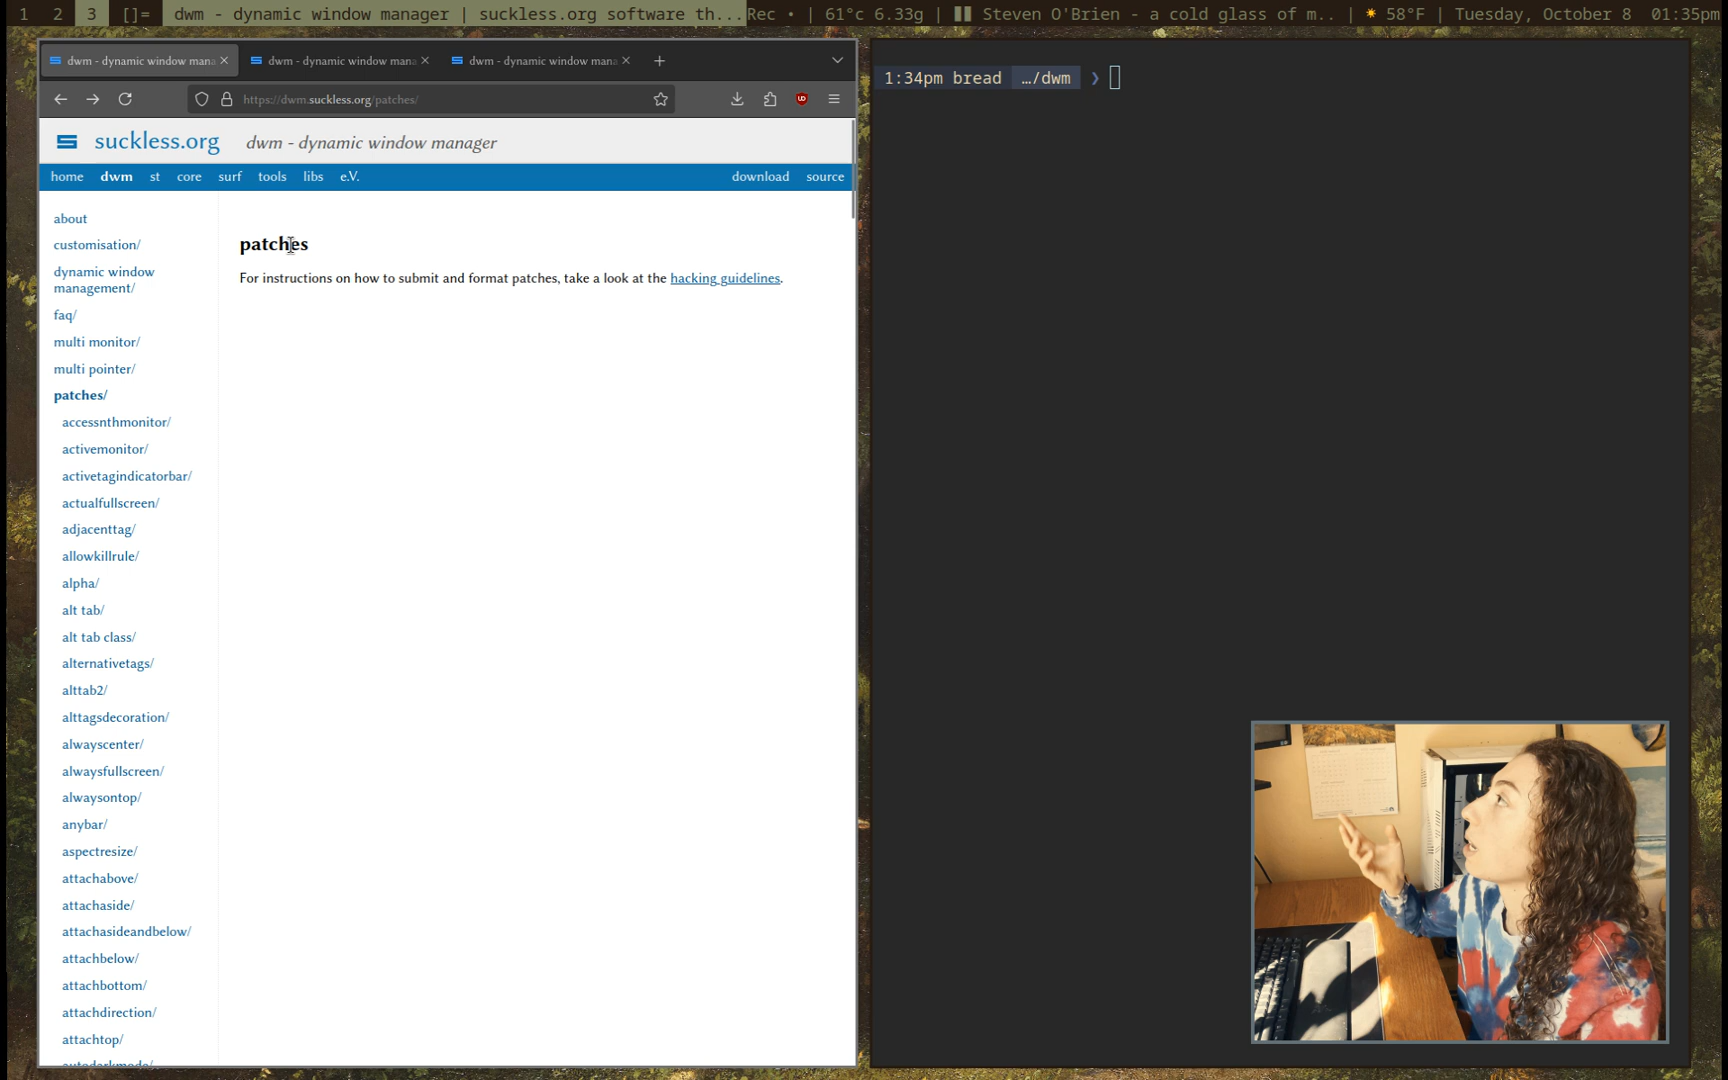 1 2 3 []= dwm - dynamic window manager | suckless.org software th... Rec • | 61°c 6.33g | ▮▮ Steven O'Brien - a cold glass of m.. | ☀ 58°F | Tuesday, October 8 01:35pm
dwm - dynamic window mana dwm - dynamic window mana dwm - dynamic window mana
https://dwm.suckless.org/patches/
suckless.org dwm - dynamic window manager
home dwm st core surf tools libs e.V. download source
about
customisation/
dynamic window
management/
faq/
multi monitor/
multi pointer/
patches/
accessnthmonitor/
activemonitor/
activetagindicatorbar/
actualfullscreen/
adjacenttag/
allowkillrule/
alpha/
alt tab/
alt tab class/
alternativetags/
alttab2/
alttagsdecoration/
alwayscenter/
alwaysfullscreen/
alwaysontop/
anybar/
aspectresize/
attachabove/
attachaside/
attachasideandbelow/
attachbelow/
attachbottom/
attachdirection/
attachtop/
autodarkmode/
patches
For instructions on how to submit and format patches, take a look at the hacking guidelines.
1:34pm bread …/dwm ❯